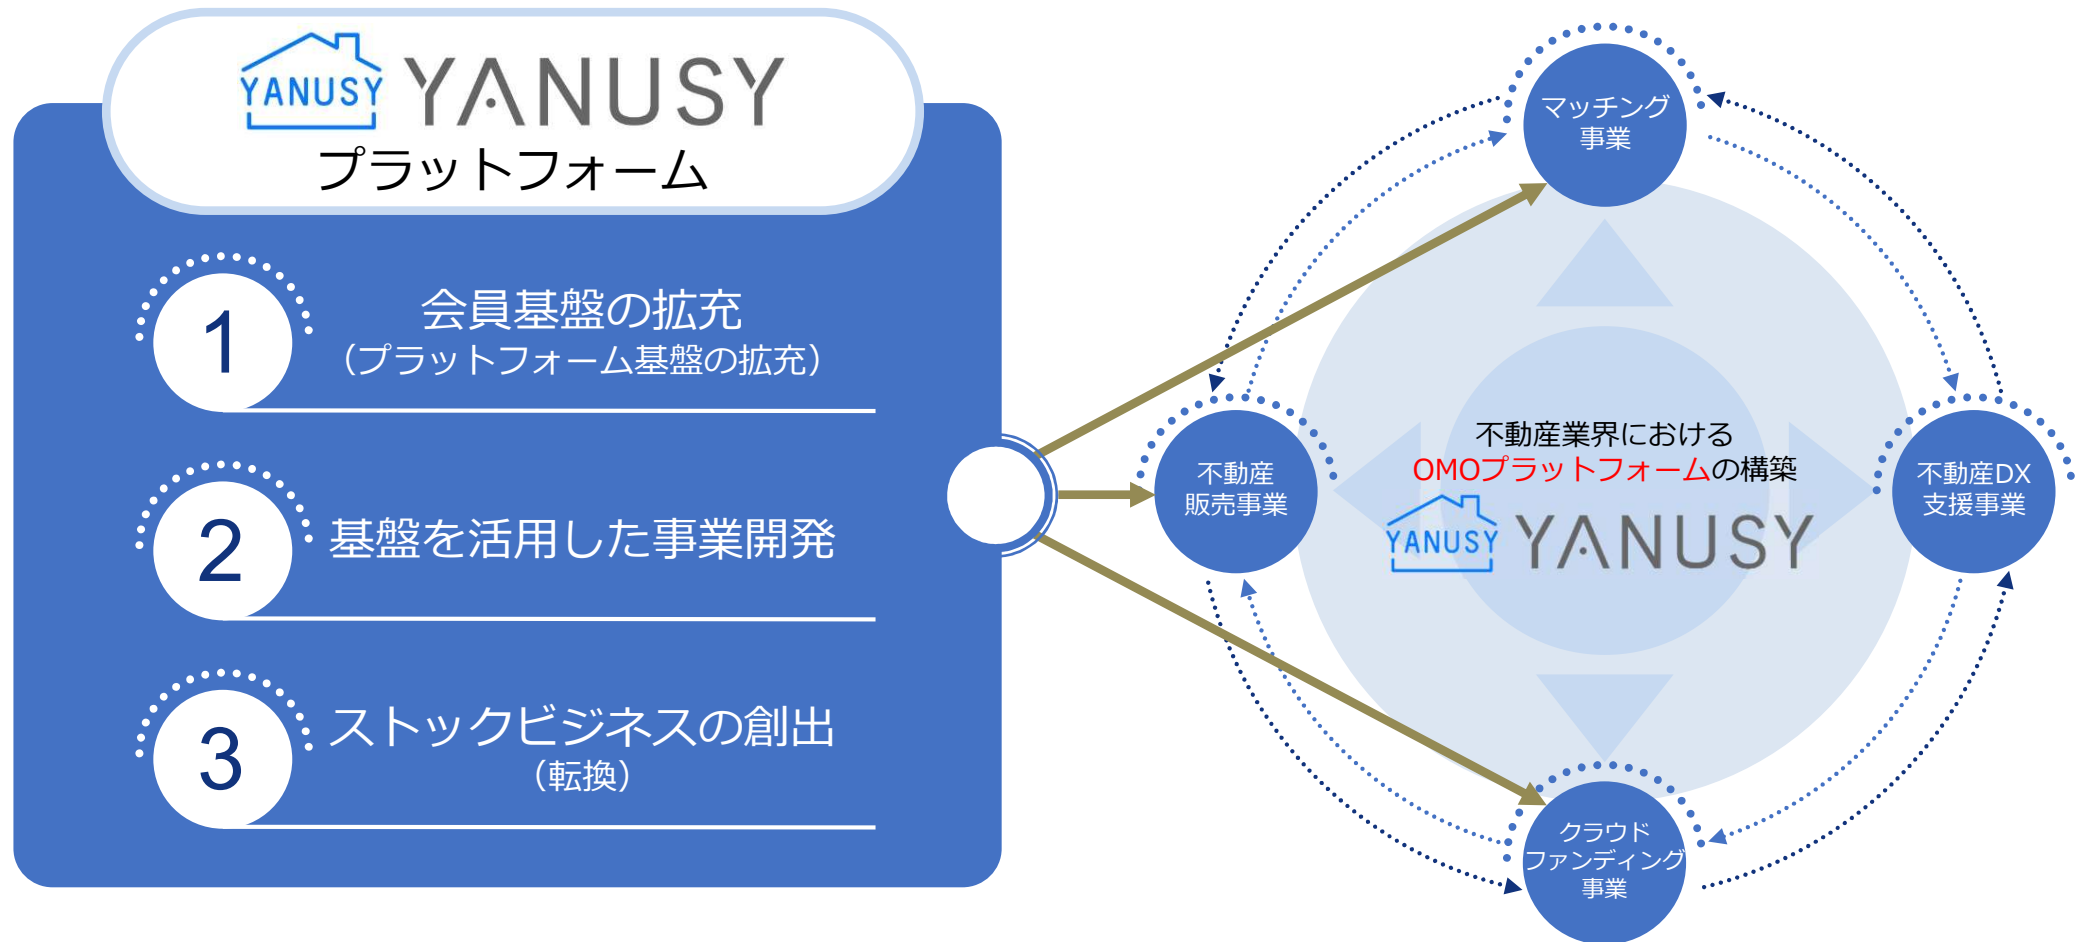 YANUSY YANUSY
プラットフォーム
1
会員基盤の拡充
（プラットフォーム基盤の拡充）
2
基盤を活用した事業開発
3
ストックビジネスの創出
（転換）
マッチング
事業
不動産
販売事業
不動産業界における
OMOプラットフォームの構築
YANUSY YANUSY
不動産DX
支援事業
クラウド
ファンディング
事業